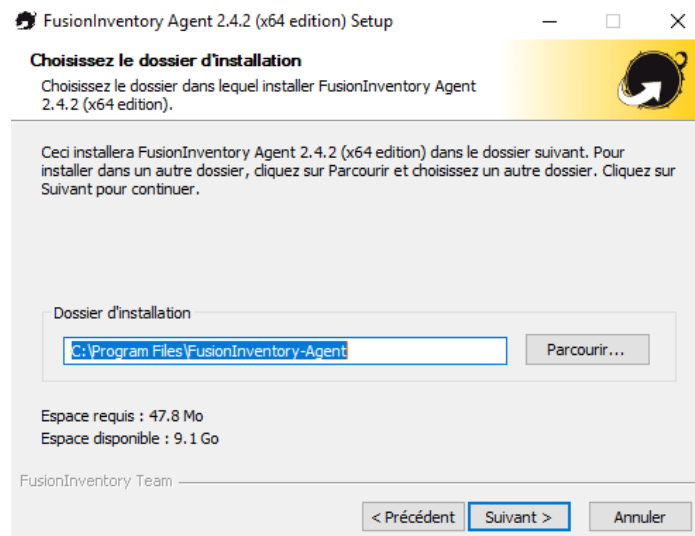 FusionInventory Agent 2.4.2 (x64 edition) Setup
Choisissez le dossier d'installation
Choisissez le dossier dans lequel installer FusionInventory Agent
2.4.2 (x64 edition).
Ceci installera FusionInventory Agent 2.4.2 (x64 edition) dans le dossier suivant. Pour
installer dans un autre dossier, cliquez sur Parcourir et choisissez un autre dossier. Cliquez sur
Suivant pour continuer.
Dossier d'installation
C:\Program Files\FusionInventory-Agent
Parcourir...
Espace requis : 47.8 Mo
Espace disponible : 9.1 Go
FusionInventory Team
< Précédent
Suivant >
Annuler